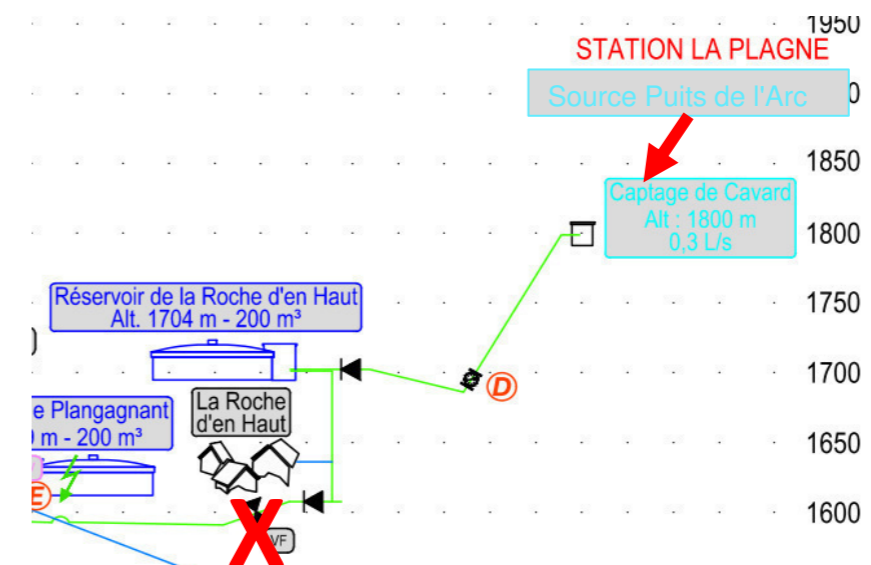 1950
STATION LA PLAGNE
Source Puits de l'Arc
0
1850
Captage de Cavard
Alt : 1800 m
0,3 L/s
1800
Réservoir de la Roche d'en Haut
Alt. 1704 m - 200 m³
1750
1700
D
La Roche
d'en Haut
e Plangagnant
m - 200 m³
1650
E
1600
X
VF